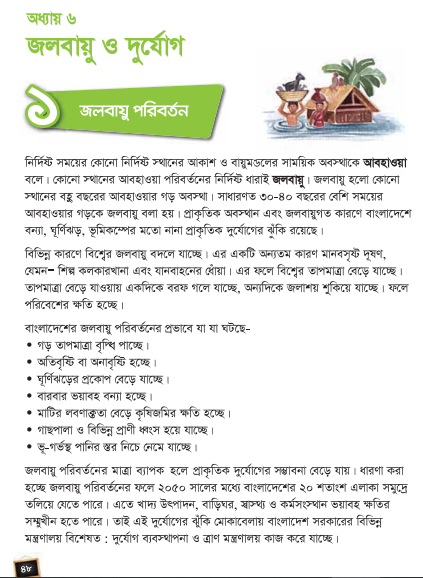 অধ্যায় ৬
জলবায়ু ও দুর্যোগ
১
জলবায়ু পরিবর্তন
নির্দিষ্ট সময়ের কোনো নির্দিষ্ট স্থানের আকাশ ও বায়ুমণ্ডলের সাময়িক অবস্থাকে আবহাওয়া
বলে। কোনো স্থানের আবহাওয়া পরিবর্তনের নির্দিষ্ট ধারাই জলবায়ু। জলবায়ু হলো কোনো
স্থানের বহু বছরের আবহাওয়ার গড় অবস্থা। সাধারণত ৩০-৪০ বছরের বেশি সময়ের
আবহাওয়ার গড়কে জলবায়ু বলা হয়। প্রাকৃতিক অবস্থান এবং জলবায়ুগত কারণে বাংলাদেশে
বন্যা, ঘূর্ণিঝড়, ভূমিকম্পের মতো নানা প্রাকৃতিক দুর্যোগের ঝুঁকি রয়েছে।
বিভিন্ন কারণে বিশ্বের জলবায়ু বদলে যাচ্ছে। এর একটি অন্যতম কারণ মানবসৃষ্ট দূষণ,
যেমন– শিল্প কলকারখানা এবং যানবাহনের ধোঁয়া। এর ফলে বিশ্বের তাপমাত্রা বেড়ে যাচ্ছে।
তাপমাত্রা বেড়ে যাওয়ায় একদিকে বরফ গলে যাচ্ছে, অন্যদিকে জলাশয় শুকিয়ে যাচ্ছে। ফলে
পরিবেশের ক্ষতি হচ্ছে।
বাংলাদেশের জলবায়ু পরিবর্তনের প্রভাবে যা যা ঘটছে-
• গড় তাপমাত্রা বৃদ্ধি পাচ্ছে।
• অতিবৃষ্টি বা অনাবৃষ্টি হচ্ছে।
• ঘূর্ণিঝড়ের প্রকোপ বেড়ে যাচ্ছে।
• বারবার ভয়াবহ বন্যা হচ্ছে।
• মাটির লবণাক্ততা বেড়ে কৃষিজমির ক্ষতি হচ্ছে।
• গাছপালা ও বিভিন্ন প্রাণী ধ্বংস হয়ে যাচ্ছে।
• ভূ-গর্ভস্থ পানির স্তর নিচে নেমে যাচ্ছে।
জলবায়ু পরিবর্তনের মাত্রা ব্যাপক হলে প্রাকৃতিক দুর্যোগের সম্ভাবনা বেড়ে যায়। ধারণা করা
হচ্ছে জলবায়ু পরিবর্তনের ফলে ২০৫০ সালের মধ্যে বাংলাদেশের ২০ শতাংশ এলাকা সমুদ্রে
তলিয়ে যেতে পারে। এতে খাদ্য উৎপাদন, বাড়িঘর, স্বাস্থ্য ও কর্মসংস্থান ভয়াবহ ক্ষতির
সম্মুখীন হতে পারে। তাই এই দুর্যোগের ঝুঁকি মোকাবেলায় বাংলাদেশ সরকারের বিভিন্ন
মন্ত্রণালয় বিশেষত : দুর্যোগ ব্যবস্থাপনা ও ত্রাণ মন্ত্রণালয় কাজ করে যাচ্ছে।
৪৮